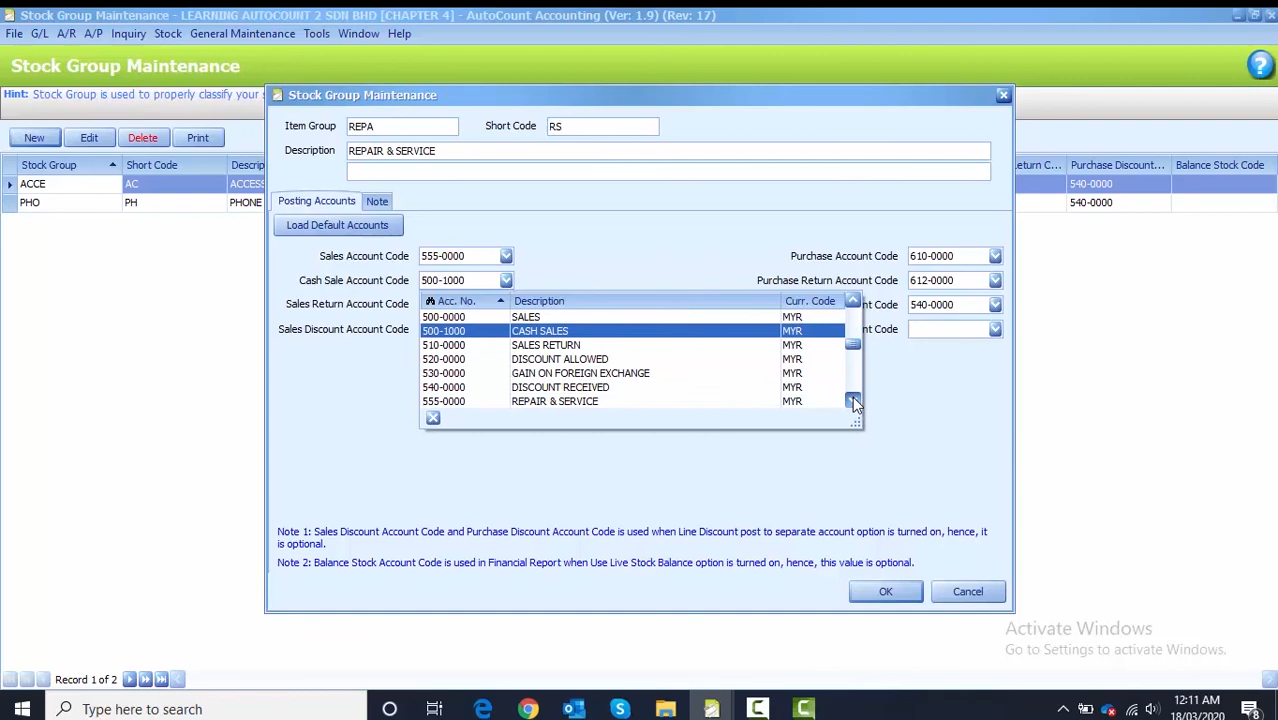 Stock Group Maintenance - LEARNING AUTOCOUNT 2 SDN BHD [CHAPTER 4] - AutoCount Accounting (Ver: 1.9) (Rev: 17)
File G/L A/R A/P Inquiry Stock General Maintenance Tools Window Help
Stock Group Maintenance
Hint: Stock Group is used to properly classify your
New Edit Delete Print
Stock Group Short Code Descrip
ACCE AC ACCESS
PHO PH PHONE
Return C... Purchase Discount... Balance Stock Code
540-0000
540-0000
Stock Group Maintenance
Item Group REPA Short Code RS
Description REPAIR & SERVICE
Posting Accounts Note
Load Default Accounts
Sales Account Code 555-0000 Purchase Account Code 610-0000
Cash Sale Account Code 500-1000 Purchase Return Account Code 612-0000
Sales Return Account Code nt Code 540-0000
Sales Discount Account Code nt Code
Acc. No. Description Curr. Code
500-0000 SALES MYR
500-1000 CASH SALES MYR
510-0000 SALES RETURN MYR
520-0000 DISCOUNT ALLOWED MYR
530-0000 GAIN ON FOREIGN EXCHANGE MYR
540-0000 DISCOUNT RECEIVED MYR
555-0000 REPAIR & SERVICE MYR
Note 1: Sales Discount Account Code and Purchase Discount Account Code is used when Line Discount post to separate account option is turned on, hence, it
is optional.
Note 2: Balance Stock Account Code is used in Financial Report when Use Live Stock Balance option is turned on, hence, this value is optional.
OK Cancel
Activate Windows
Go to Settings to activate Windows.
Record 1 of 2
Type here to search
12:11 AM
18/03/2020
8